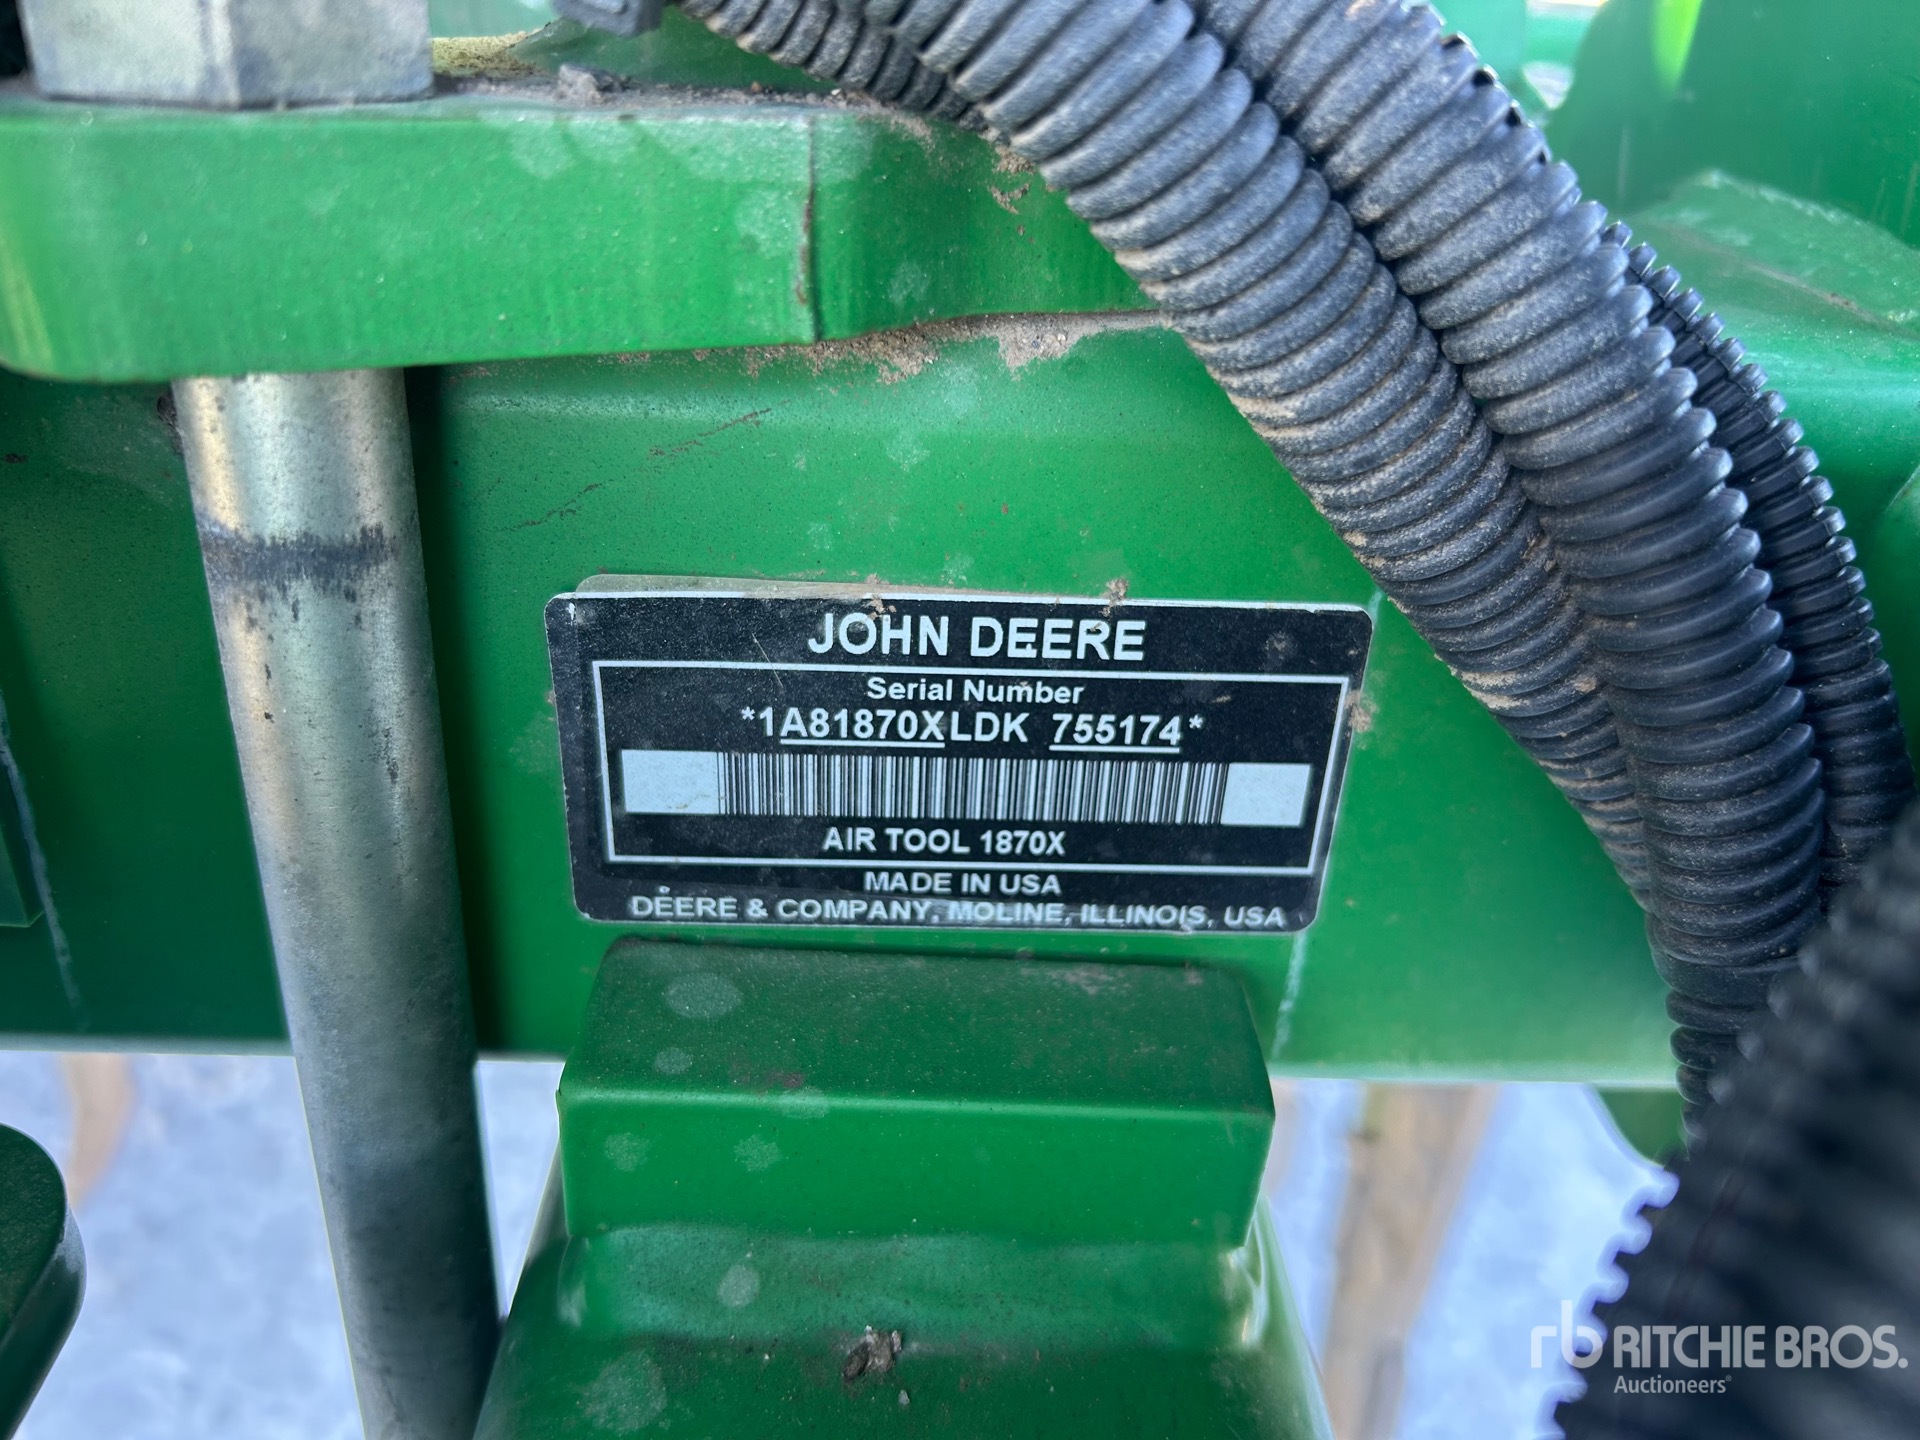 JOHN DEERE
Serial Number
*1A81870XLDK 755174*
AIR TOOL 1870X
MADE IN USA
DEERE & COMPANY, MOLINE, ILLINOIS, USA
rb RITCHIE BROS.
Auctioneers®